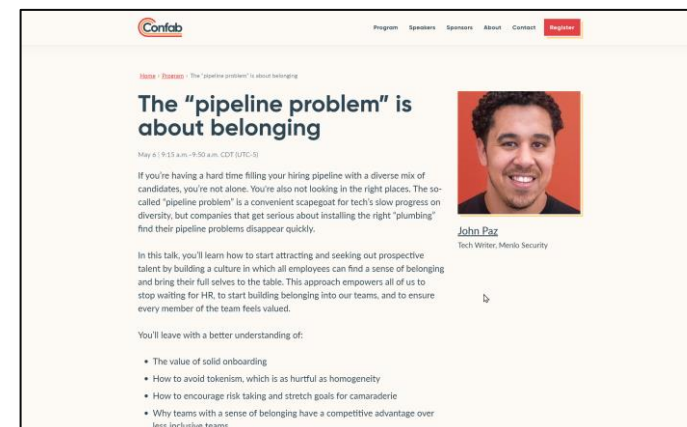 Confab
Program Speakers Sponsors About Contact Register
Home › Program › The "pipeline problem" is about belonging
The “pipeline problem” is
about belonging
May 6 | 9:15 a.m.–9:50 a.m. CDT (UTC-5)
If you’re having a hard time filling your hiring pipeline with a diverse mix of
candidates, you’re not alone. You’re also not looking in the right places. The so-
called “pipeline problem” is a convenient scapegoat for tech’s slow progress on
diversity, but companies that get serious about installing the right “plumbing”
find their pipeline problems disappear quickly.
In this talk, you’ll learn how to start attracting and seeking out prospective
talent by building a culture in which all employees can find a sense of belonging
and bring their full selves to the table. This approach empowers all of us to
stop waiting for HR, to start building belonging into our teams, and to ensure
every member of the team feels valued.
You’ll leave with a better understanding of:
• The value of solid onboarding
• How to avoid tokenism, which is as hurtful as homogeneity
• How to encourage risk taking and stretch goals for camaraderie
• Why teams with a sense of belonging have a competitive advantage over
less inclusive teams
John Paz
Tech Writer, Menlo Security